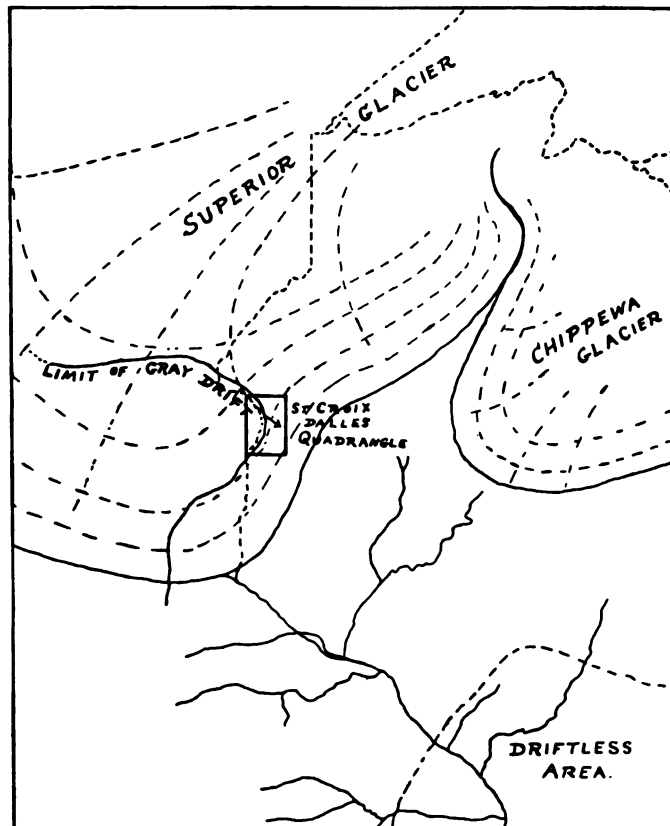 SUPERIOR
GLACIER
CHIPPEWA
GLACIER
LIMIT OF GRAY DRIFT
ST CROIX
DALLES
QUADRANGLE
DRIFTLESS
AREA.